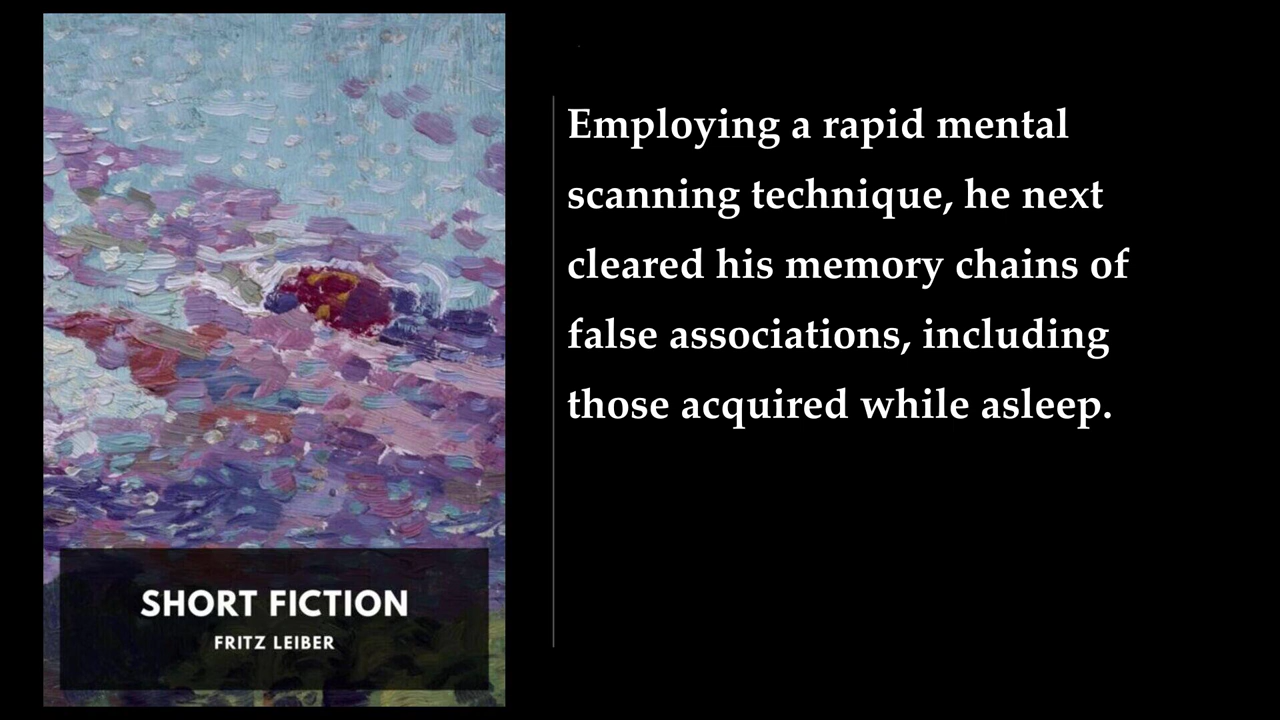 SHORT FICTION
FRITZ LEIBER
Employing a rapid mental
scanning technique, he next
cleared his memory chains of
false associations, including
those acquired while asleep.